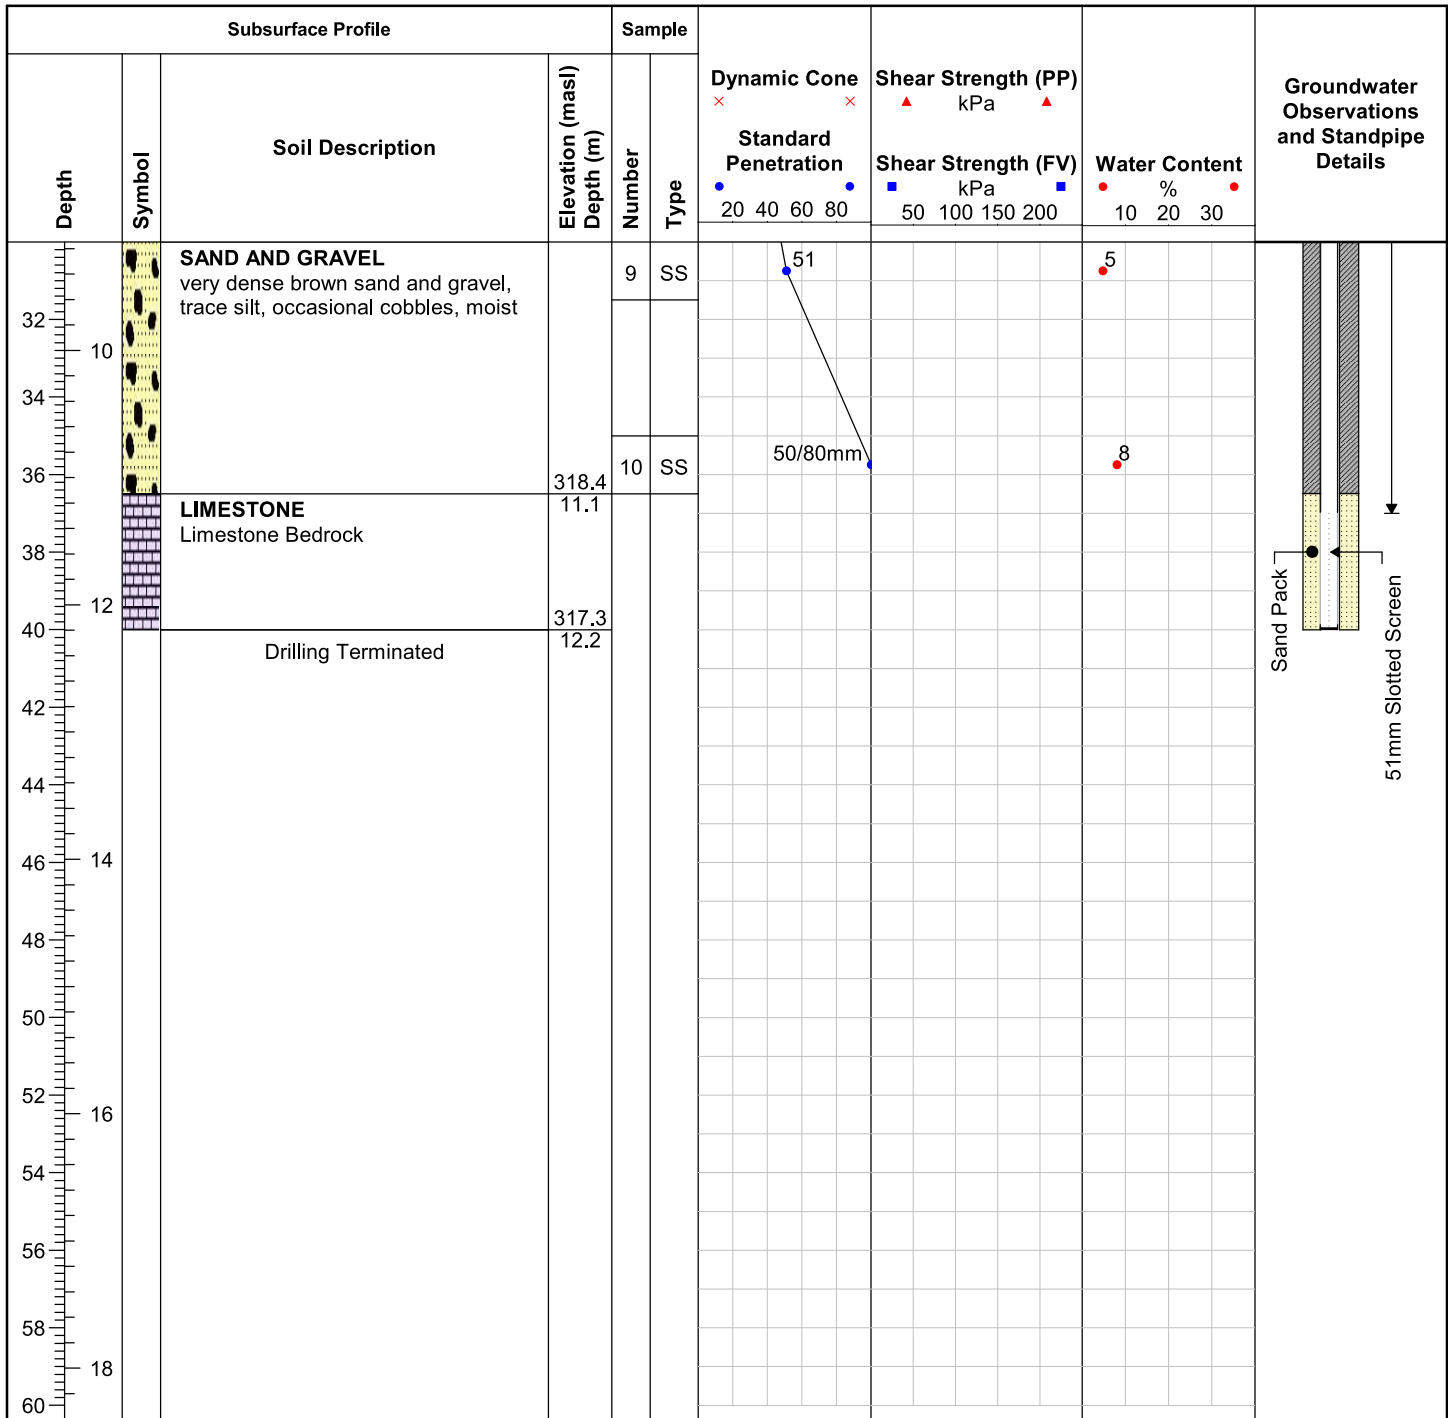 Subsurface Profile
Sample
Depth
Symbol
Soil Description
Elevation (masl)
Depth (m)
Number
Type
Dynamic Cone
Standard
Penetration
20 40 60 80
Shear Strength (PP)
kPa
Shear Strength (FV)
kPa
50 100 150 200
Water Content
%
10 20 30
Groundwater
Observations
and Standpipe
Details
SAND AND GRAVEL
very dense brown sand and gravel,
trace silt, occasional cobbles, moist
9 SS
51
5
32
10
34
36
318.4
10 SS
50/80mm
8
11.1
LIMESTONE
Limestone Bedrock
38
12
317.3
40
12.2
Drilling Terminated
Sand Pack
51mm Slotted Screen
42
44
46
14
48
50
52
16
54
56
58
18
60